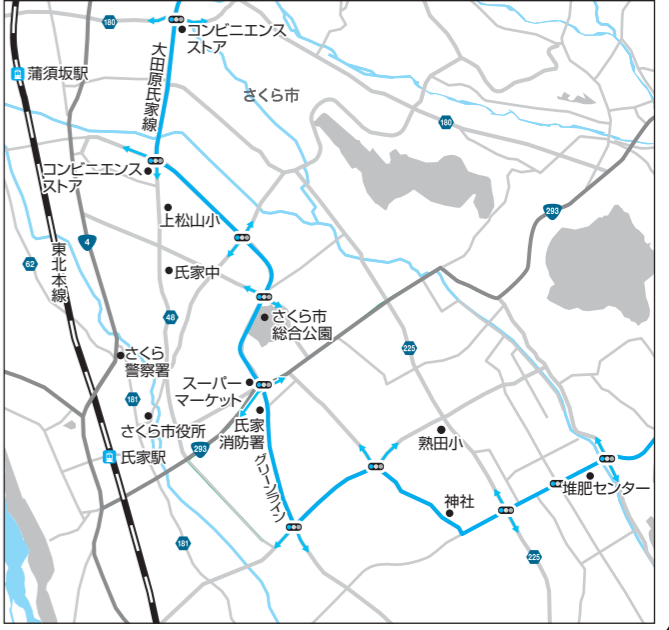 180
コンビニエンス
ストア
蒲須坂駅
大田原氏家線
さくら市
180
コンビニエンス
ストア
上松山小
293
4
東北本線
62
氏家中
48
さくら市
総合公園
225
さくら
警察署
スーパー
マーケット
181
さくら市役所
氏家
消防署
熟田小
293
氏家駅
グリーンライン
堆肥センター
神社
181
225